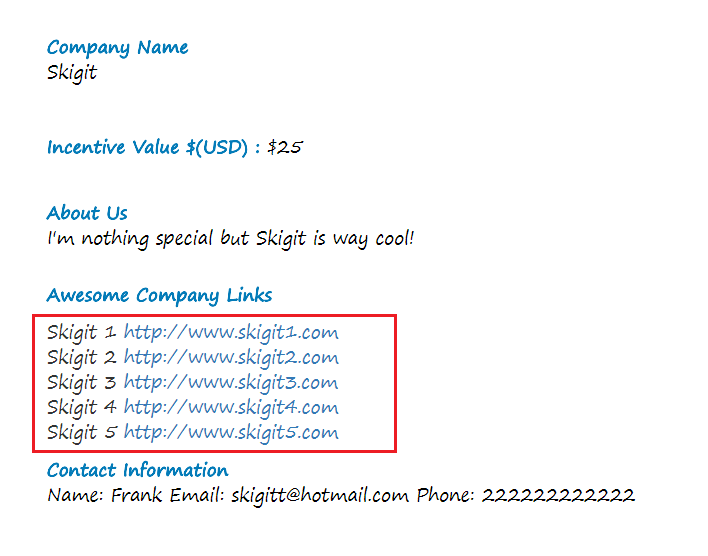 Company Name
Skigit
Incentive Value $(USD) : $25
About Us
I'm nothing special but Skigit is way cool!
Awesome Company Links
Skigit 1 http://www.skigit1.com
Skigit 2 http://www.skigit2.com
Skigit 3 http://www.skigit3.com
Skigit 4 http://www.skigit4.com
Skigit 5 http://www.skigit5.com
Contact Information
Name: Frank Email: skigitt@hotmail.com Phone: 222222222222